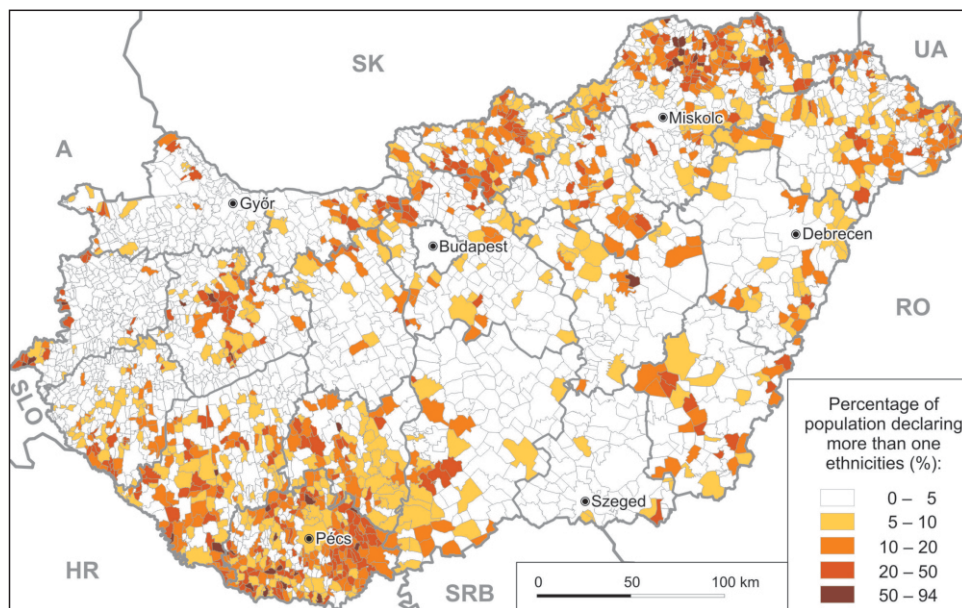 SK
UA
A
Miskolc
Győr
Budapest
Debrecen
RO
SLO
Szeged
Pécs
HR
SRB
Percentage of
population declaring
more than one
ethnicities (%):
0 – 5
5 – 10
10 – 20
20 – 50
50 – 94
0 50 100 km